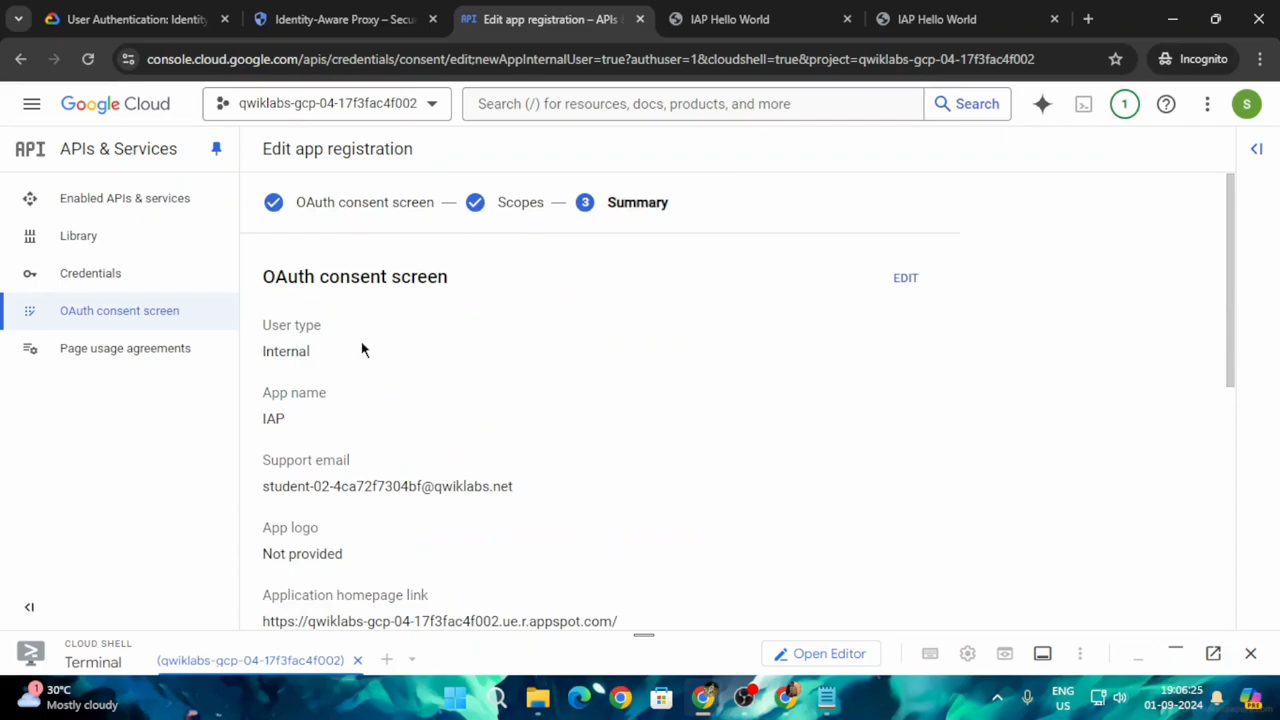 User Authentication: Identity
Identity-Aware Proxy – Secu
API Edit app registration – APIs &
IAP Hello World
IAP Hello World
console.cloud.google.com/apis/credentials/consent/edit;newAppInternalUser=true?authuser=1&cloudshell=true&project=qwiklabs-gcp-04-17f3fac4f002
Incognito
Google Cloud
qwiklabs-gcp-04-17f3fac4f002
Search (/) for resources, docs, products, and more
Search
1
S
API APIs & Services
Edit app registration
Enabled APIs & services
Library
Credentials
OAuth consent screen
Page usage agreements
OAuth consent screen — Scopes — 3 Summary
OAuth consent screen
EDIT
User type
Internal
App name
IAP
Support email
student-02-4ca72f7304bf@qwiklabs.net
App logo
Not provided
Application homepage link
https://qwiklabs-gcp-04-17f3fac4f002.ue.r.appspot.com/
CLOUD SHELL
Terminal
(qwiklabs-gcp-04-17f3fac4f002)
Open Editor
1
30°C
Mostly cloudy
ENG
US
19:06:25
01-09-2024
PRE